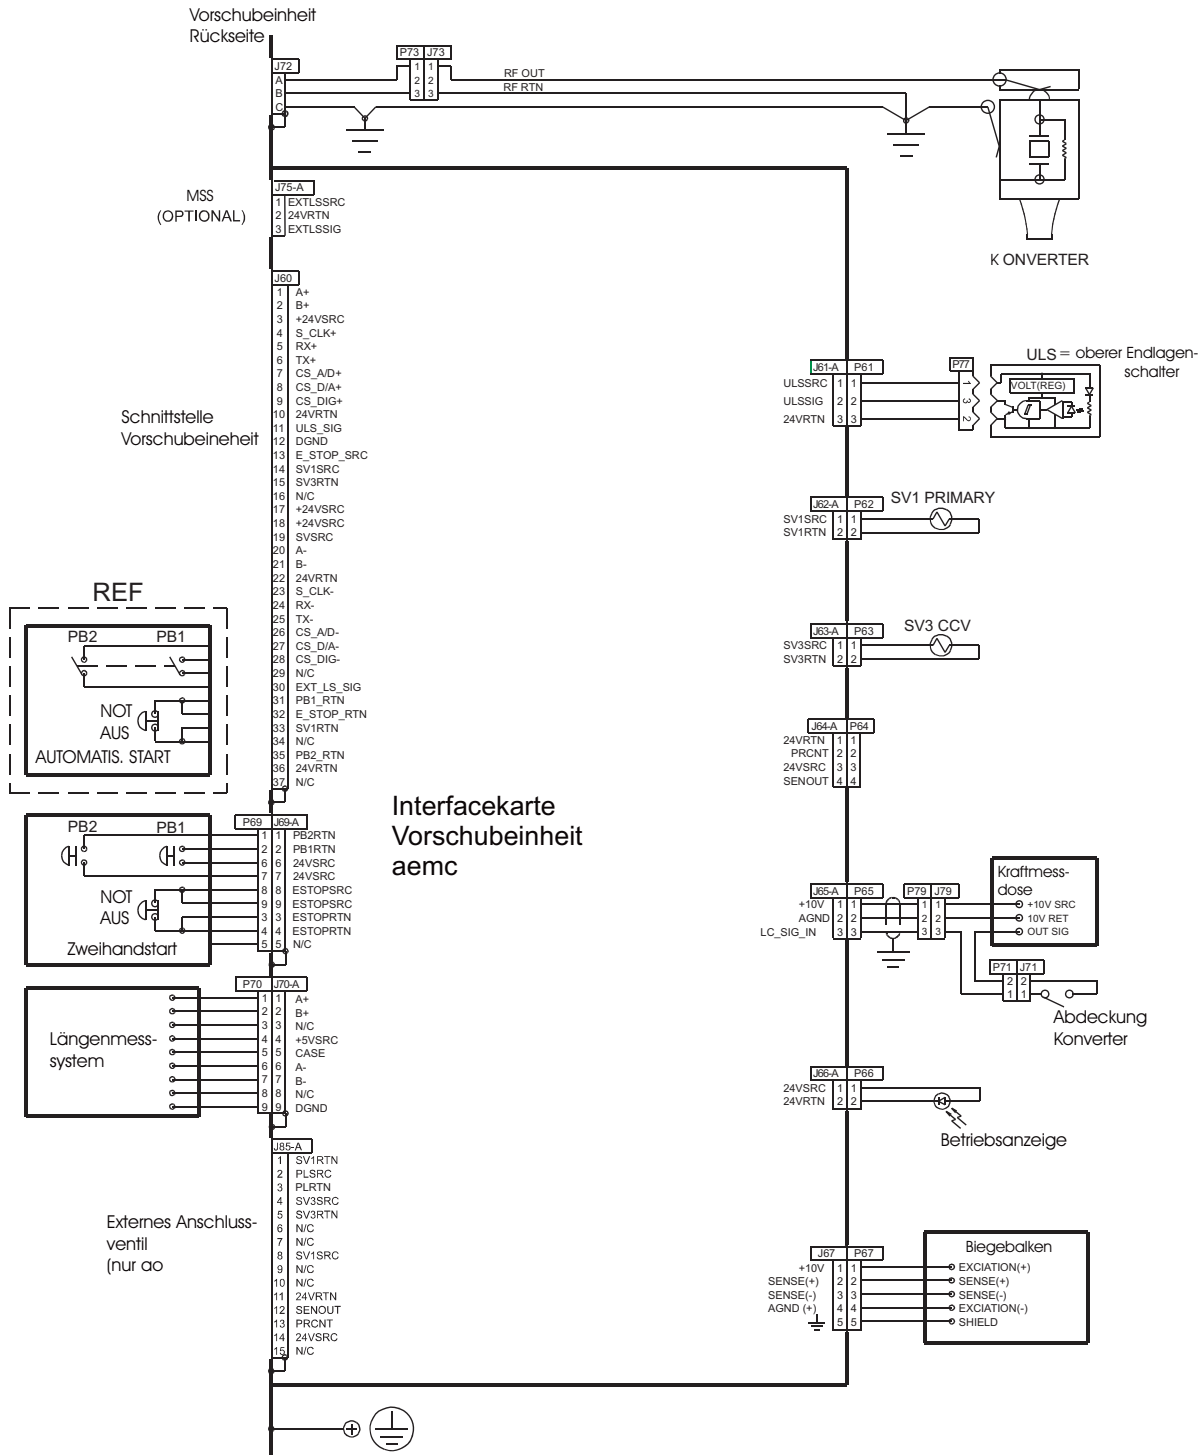 Vorschubeinheit
Rückseite
J72
A
B
C
P73 J73
1 1
2 2
3 3
RF OUT
RF RTN
K ONVERTER
MSS
(OPTIONAL)
J75-A
1 EXTLSSRC
2 24VRTN
3 EXTLSSIG
Schnittstelle
Vorschubeineheit
J60
1 A+
2 B+
3 +24VSRC
4 S_CLK+
5 RX+
6 TX+
7 CS_A/D+
8 CS_D/A+
9 CS_DIG+
10 24VRTN
11 ULS_SIG
12 DGND
13 E_STOP_SRC
14 SV1SRC
15 SV3RTN
16 N/C
17 +24VSRC
18 +24VSRC
19 SVSRC
20 A-
21 B-
22 24VRTN
23 S_CLK-
24 RX-
25 TX-
26 CS_A/D-
27 CS_D/A-
28 CS_DIG-
29 N/C
30 EXT_LS_SIG
31 PB1_RTN
32 E_STOP_RTN
33 SV1RTN
34 N/C
35 PB2_RTN
36 24VRTN
37 N/C
REF
PB2 PB1
NOT
AUS
AUTOMATIS. START
PB2 PB1
NOT
AUS
Zweihandstart
P69 J69-A
1 1 PB2RTN
2 2 PB1RTN
6 6 24VSRC
7 7 24VSRC
8 8 ESTOPSRC
9 9 ESTOPSRC
3 3 ESTOPRTN
4 4 ESTOPRTN
5 5 N/C
Längenmess-
system
P70 J70-A
1 1 A+
2 2 B+
3 3 N/C
4 4 +5VSRC
5 5 CASE
6 6 A-
7 7 B-
8 8 N/C
9 9 DGND
Externes Anschluss-
ventil
(nur ao
J85-A
1 SV1RTN
2 PLSRC
3 PLRTN
4 SV3SRC
5 SV3RTN
6 N/C
7 N/C
8 SV1SRC
9 N/C
10 N/C
11 24VRTN
12 SENOUT
13 PRCNT
14 24VSRC
15 N/C
Interfacekarte
Vorschubeinheit
aemc
J61-A P61
ULSSRC 1 1
ULSSIG 2 2
24VRTN 3 3
P77
1
3
2
ULS = oberer Endlagen-
schalter
VOLT(REG)
J62-A P62
SV1SRC 1 1
SV1RTN 2 2
SV1 PRIMARY
J63-A P63
SV3SRC 1 1
SV3RTN 2 2
SV3 CCV
J64-A P64
24VRTN 1 1
PRCNT 2 2
24VSRC 3 3
SENOUT 4 4
J65-A P65
+10V 1 1
AGND 2 2
LC_SIG_IN 3 3
P79 J79
1 1
2 2
3 3
Kraftmess-
dose
+10V SRC
10V RET
OUT SIG
P71 J71
2 2
1 1
Abdeckung
Konverter
J66-A P66
24VSRC 1 1
24VRTN 2 2
Betriebsanzeige
J67 P67
+10V 1 1
SENSE(+) 2 2
SENSE(-) 3 3
AGND (+) 4 4
5 5
Biegebalken
EXCIATION(+)
SENSE(+)
SENSE(-)
EXCIATION(-)
SHIELD